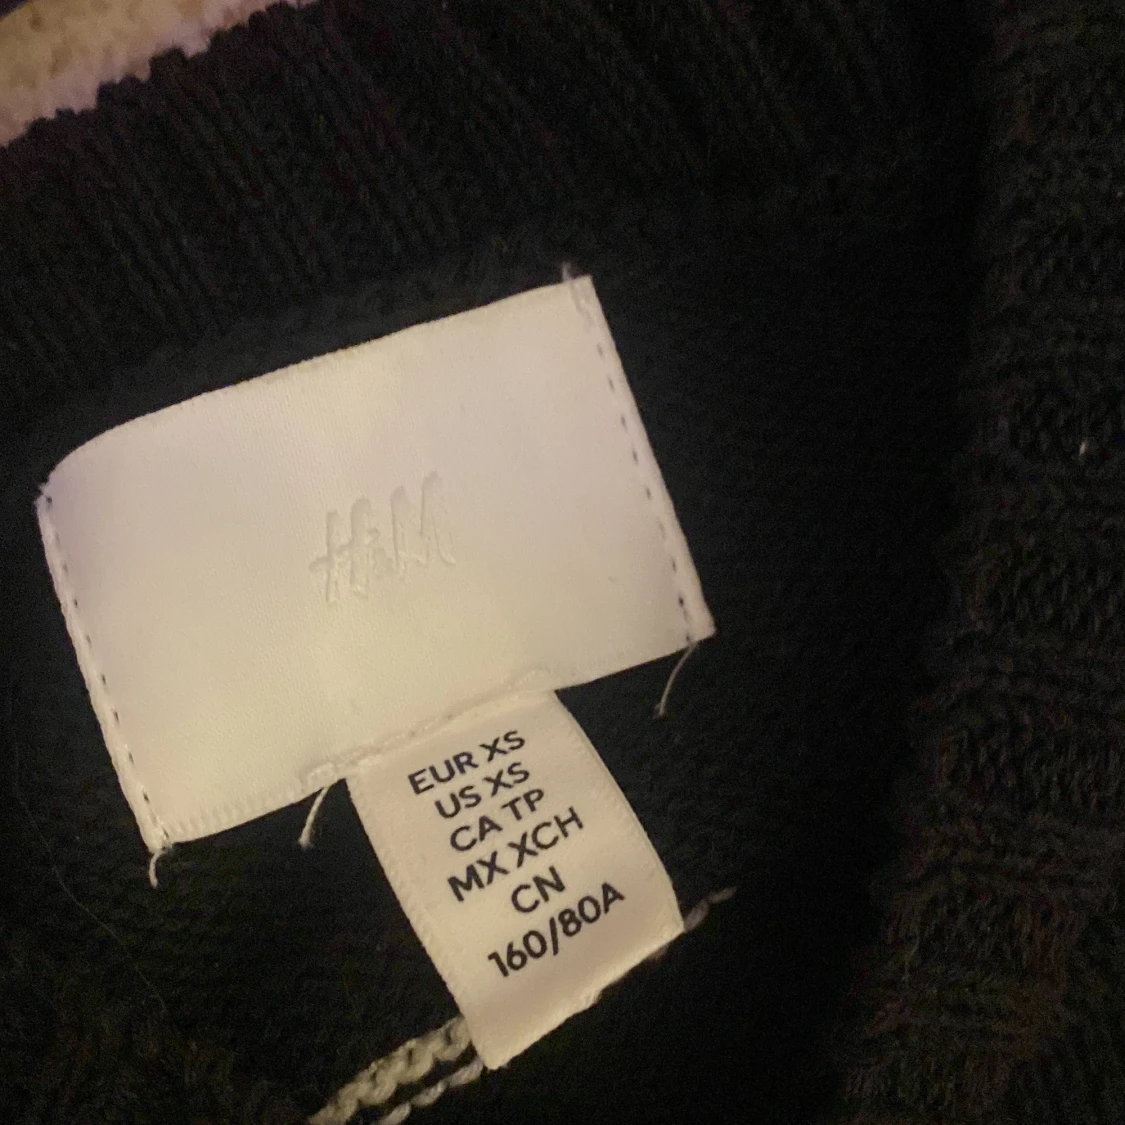 H&M
EUR XS
US XS
CA TP
MX XCH
CN
160/80A